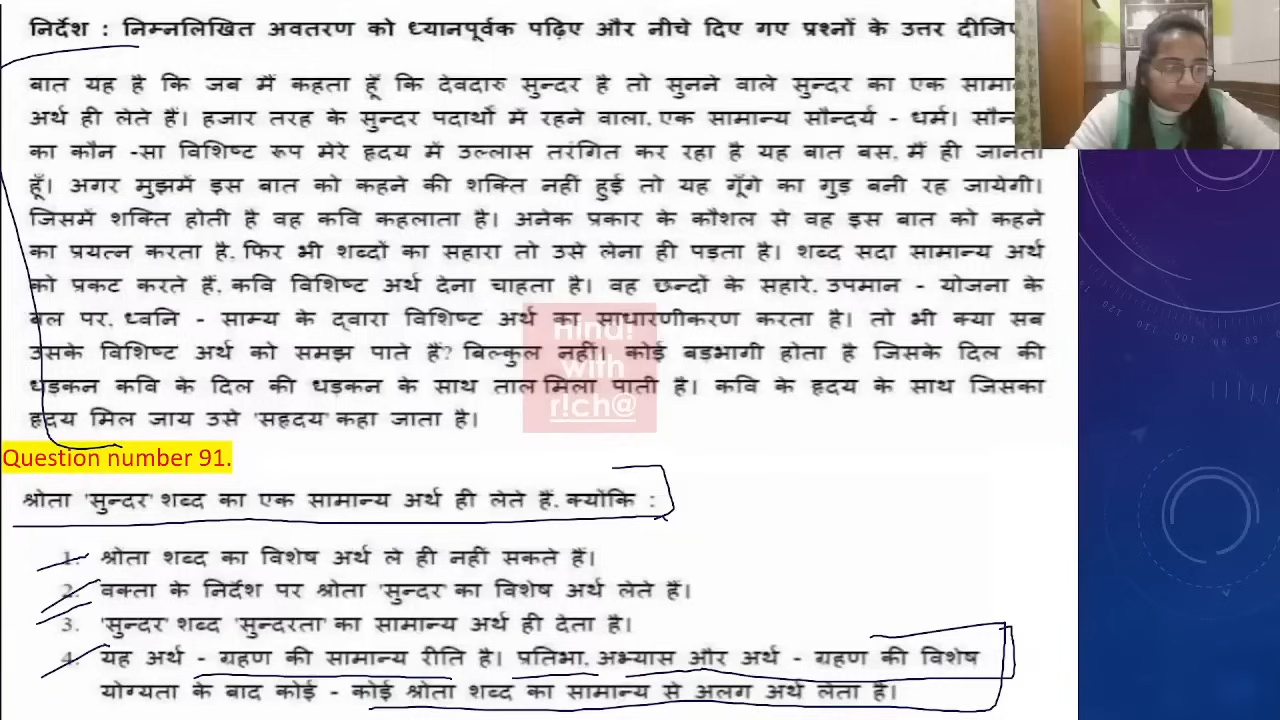 निर्देश : निम्नलिखित अवतरण को ध्यानपूर्वक पढ़िए और नीचे दिए गए प्रश्नों के उत्तर
बात यह है कि जब मैं कहता हूँ कि देवदारु सुन्दर है तो सुनने वाले सुन्दर का एक
अर्थ ही लेते हैं। हजार तरह के सुन्दर पदार्थों में रहने वाला, एक सामान्य सौन्दर्य - धर्म।
का कौन -सा विशिष्ट रूप मेरे हृदय में उल्लास तरंगित कर रहा है यह बात बस, मैं ही जानता
हूँ। अगर मुझमें इस बात को कहने की शक्ति नहीं हुई तो यह गूँगे का गुड़ बनी रह जायेगी।
जिसमें शक्ति होती है वह कवि कहलाता है। अनेक प्रकार के कौशल से वह इस बात को कहने
का प्रयत्न करता है, फिर भी शब्दों का सहारा तो उसे लेना ही पड़ता है। शब्द सदा सामान्य अर्थ
को प्रकट करते हैं, कवि विशिष्ट अर्थ देना चाहता है। वह छन्दों के सहारे, उपमान - योजना के
बल पर, ध्वनि - साम्य के द्वारा विशिष्ट अर्थ का साधारणीकरण करता है। तो भी क्या सब
उसके विशिष्ट अर्थ को समझ पाते हैं? बिल्कुल नहीं। कोई बड़भागी होता है जिसके दिल की
धड़कन कवि के दिल की धड़कन के साथ ताल मिला पाती है। कवि के हृदय के साथ जिसका
हृदय मिल जाय उसे 'सहृदय' कहा जाता है।
Hindi
with
r!ch@
Question number 91.
श्रोता 'सुन्दर' शब्द का एक सामान्य अर्थ ही लेते हैं, क्योंकि :
1. श्रोता शब्द का विशेष अर्थ ले ही नहीं सकते हैं।
2. वक्ता के निर्देश पर श्रोता 'सुन्दर' का विशेष अर्थ लेते हैं।
3. 'सुन्दर' शब्द 'सुन्दरता' का सामान्य अर्थ ही देता है।
4. यह अर्थ - ग्रहण की सामान्य रीति है। प्रतिभा, अभ्यास और अर्थ - ग्रहण की विशेष
योग्यता के बाद कोई - कोई श्रोता शब्द का सामान्य से अलग अर्थ लेता है।